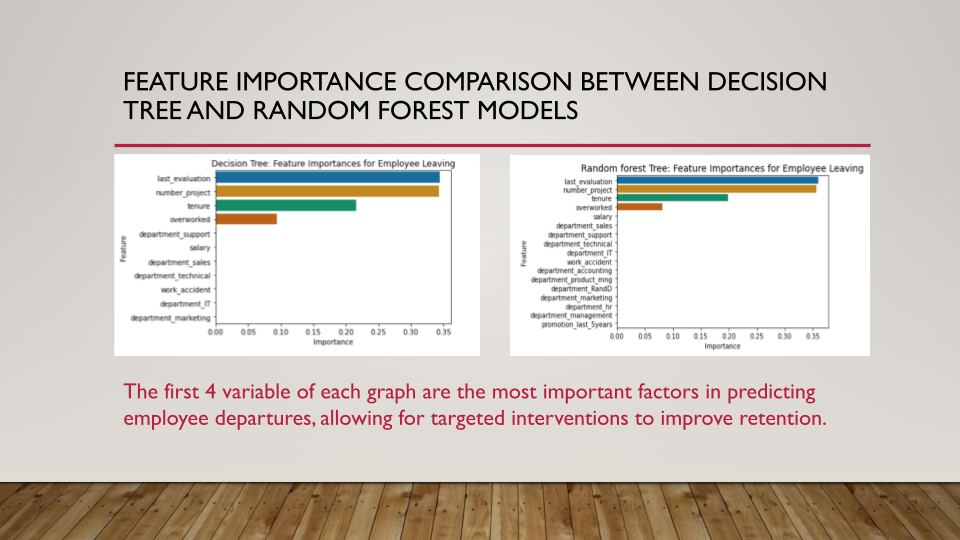 FEATURE IMPORTANCE COMPARISON BETWEEN DECISION
TREE AND RANDOM FOREST MODELS
Decision Tree: Feature Importances for Employee Leaving
last_evaluation
number_project
tenure
overworked
department_support
salary
department_sales
department_technical
work_accident
department_IT
department_marketing
Feature
0.00 0.05 0.10 0.15 0.20 0.25 0.30 0.35
Importance
Random forest Tree: Feature Importances for Employee Leaving
last_evaluation
number_project
tenure
overworked
salary
department_sales
department_support
department_technical
department_IT
work_accident
department_accounting
department_product_mng
department_RandD
department_marketing
department_hr
department_management
promotion_last_5years
Feature
0.00 0.05 0.10 0.15 0.20 0.25 0.30 0.35
Importance
The first 4 variable of each graph are the most important factors in predicting
employee departures, allowing for targeted interventions to improve retention.